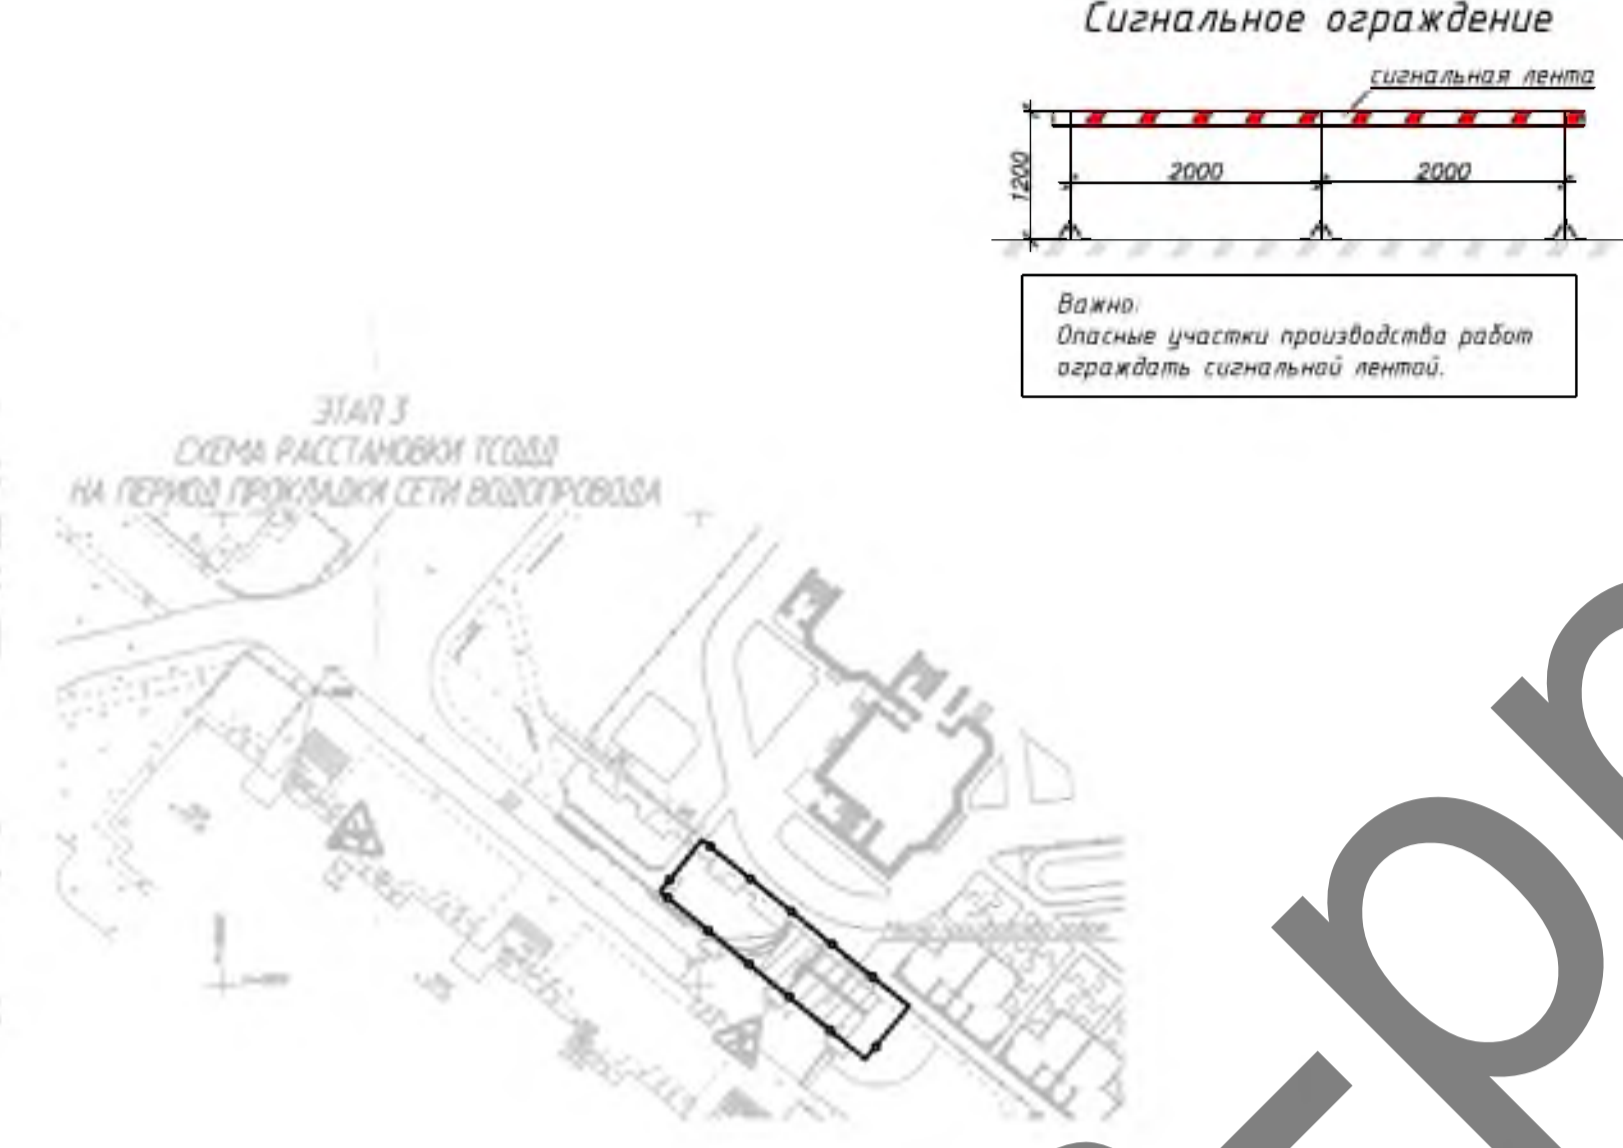 Сигнальное ограждение
сигнальная лента
1200
2000
2000
Важно:
Опасные участки производства работ
ограждать сигнальной лентой.
ЭТАП 3
СХЕМА РАССТАНОВКИ ТСОДД
НА ПЕРИОД ПРОКЛАДКИ СЕТИ ВОДОПРОВОДА